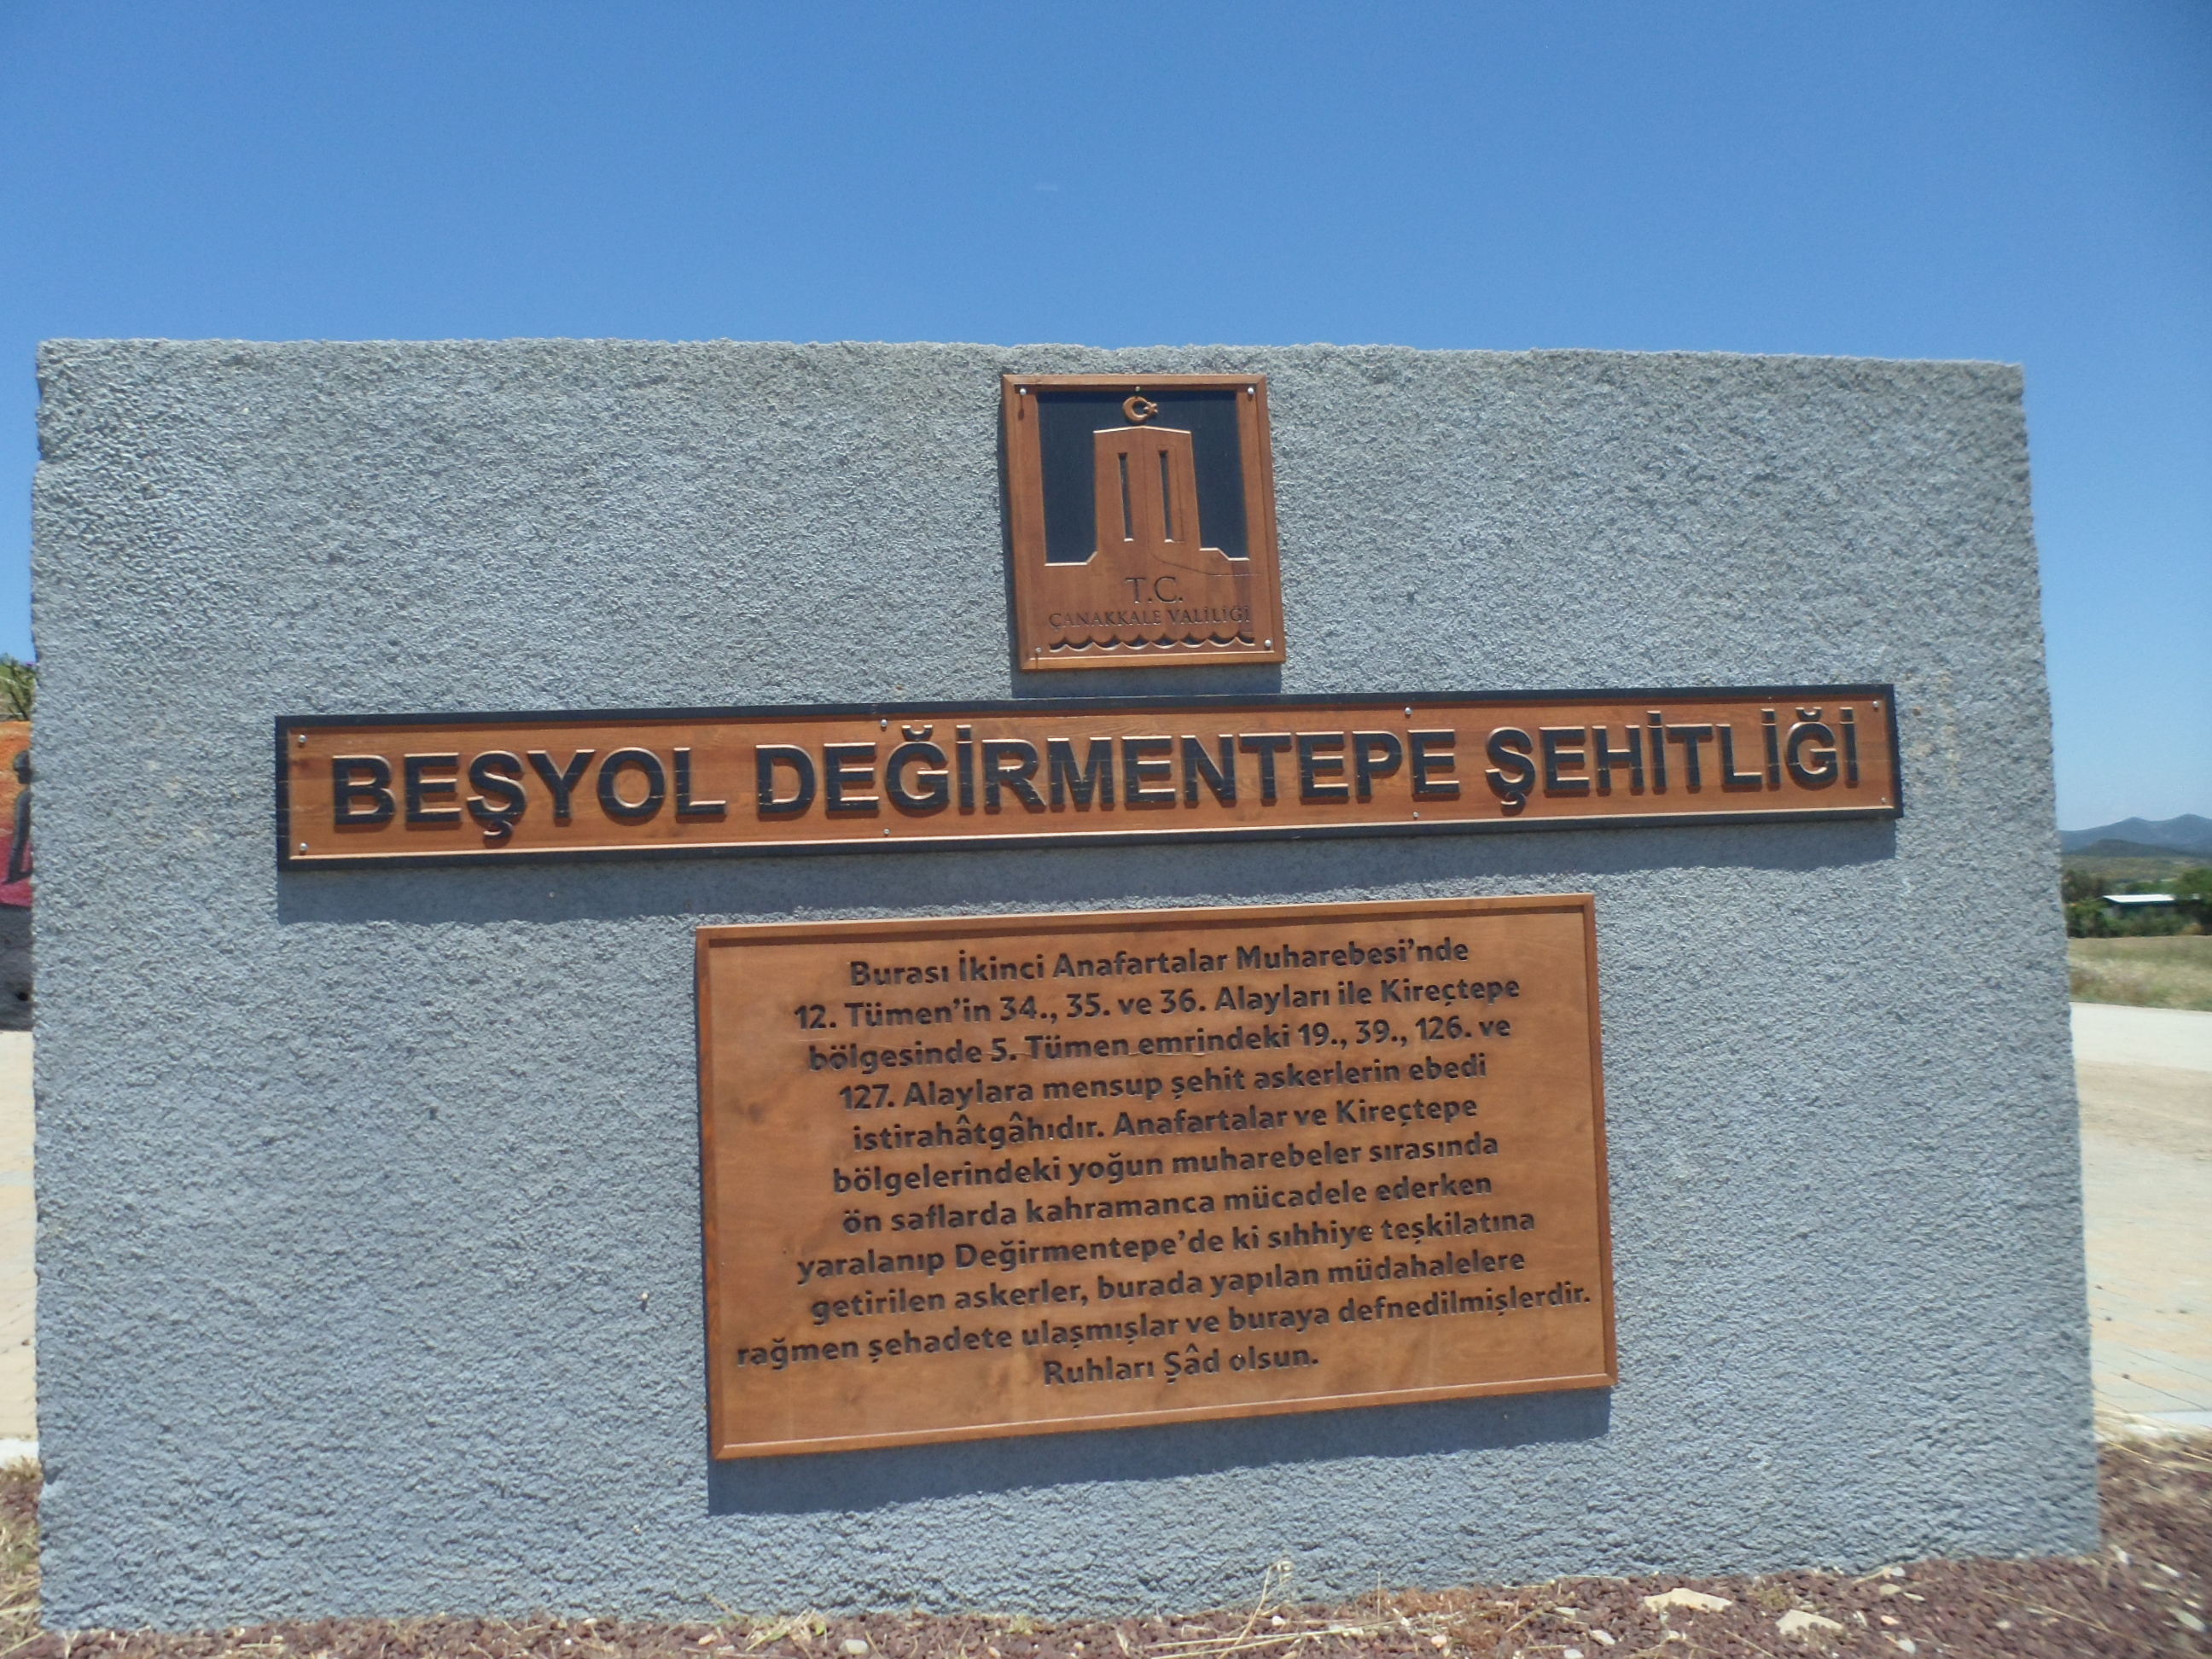 T.C.
ÇANAKKALE VALİLİĞİ
BEŞYOL DEĞİRMENTEPE ŞEHİTLİĞİ
Burası İkinci Anafartalar Muharebesi'nde
12. Tümen'in 34., 35. ve 36. Alayları ile Kireçtepe
bölgesinde 5. Tümen emrindeki 19., 39., 126. ve
127. Alaylara mensup şehit askerlerin ebedi
istirahâtgâhıdır. Anafartalar ve Kireçtepe
bölgelerindeki yoğun muharebeler sırasında
ön saflarda kahramanca mücadele ederken
yaralanıp Değirmentepe'de ki sıhhiye teşkilatına
getirilen askerler, burada yapılan müdahalelere
rağmen şehadete ulaşmışlar ve buraya defnedilmişlerdir.
Ruhları Şâd olsun.